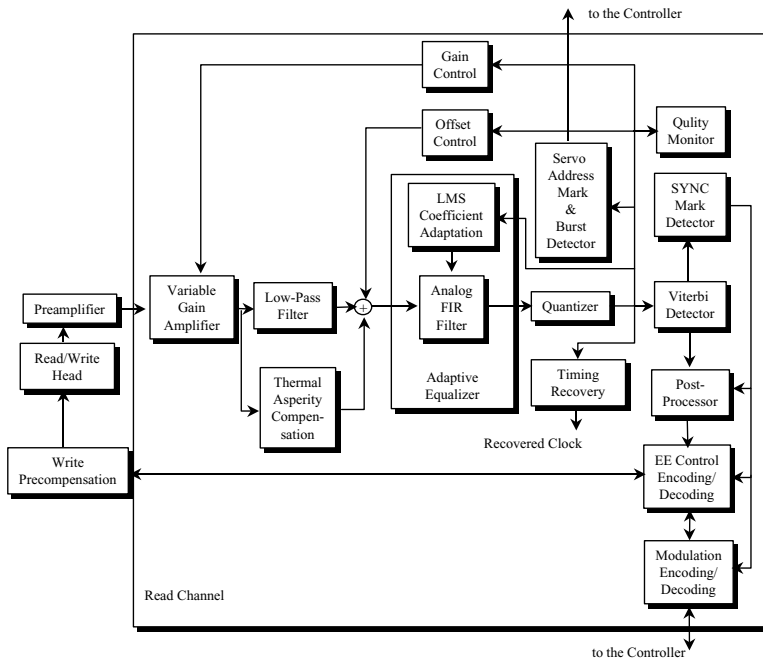 to the Controller
Gain
Control
Offset
Control
Qulity
Monitor
Servo
Address
Mark
&
Burst
Detector
SYNC
Mark
Detector
LMS
Coefficient
Adaptation
Preamplifier
Variable
Gain
Amplifier
Low-Pass
Filter
+
Analog
FIR
Filter
Quantizer
Viterbi
Detector
Read/Write
Head
Thermal
Asperity
Compen-
sation
Adaptive
Equalizer
Timing
Recovery
Post-
Processor
Recovered Clock
Write
Precompensation
EE Control
Encoding/
Decoding
Modulation
Encoding/
Decoding
Read Channel
to the Controller